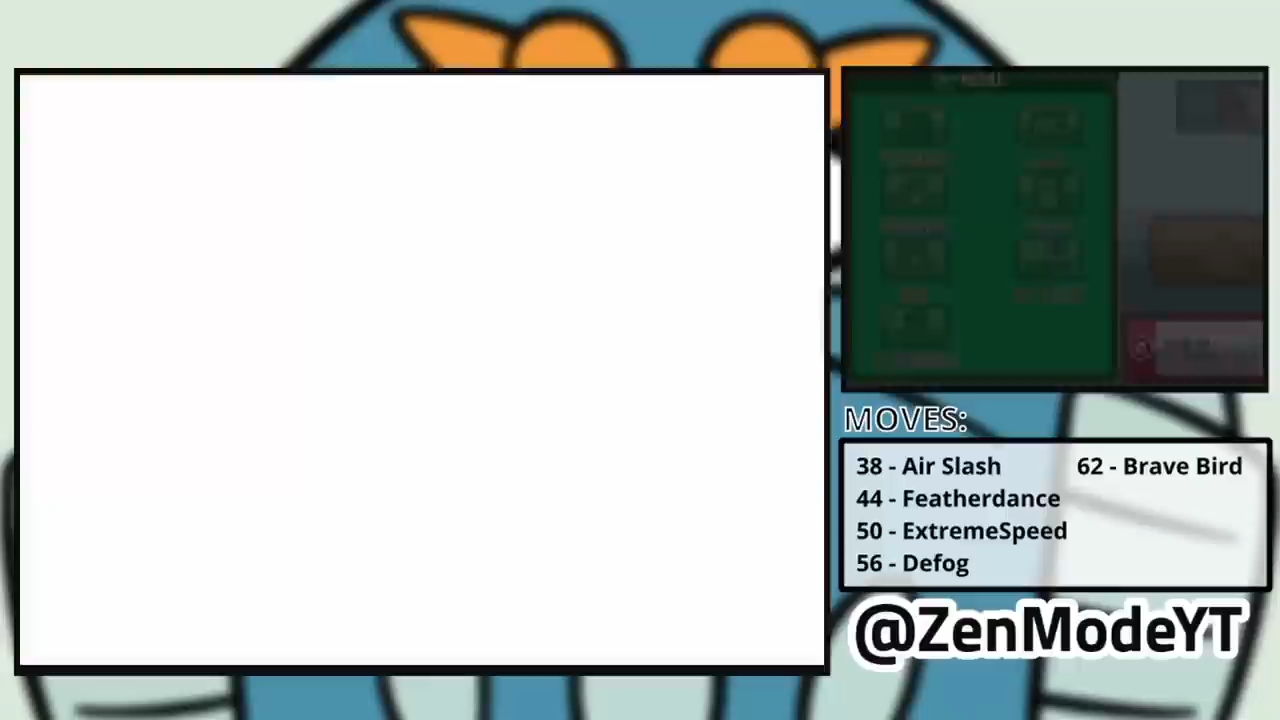 MOVES:
38 - Air Slash
62 - Brave Bird
44 - Featherdance
50 - ExtremeSpeed
56 - Defog
@ZenModeYT